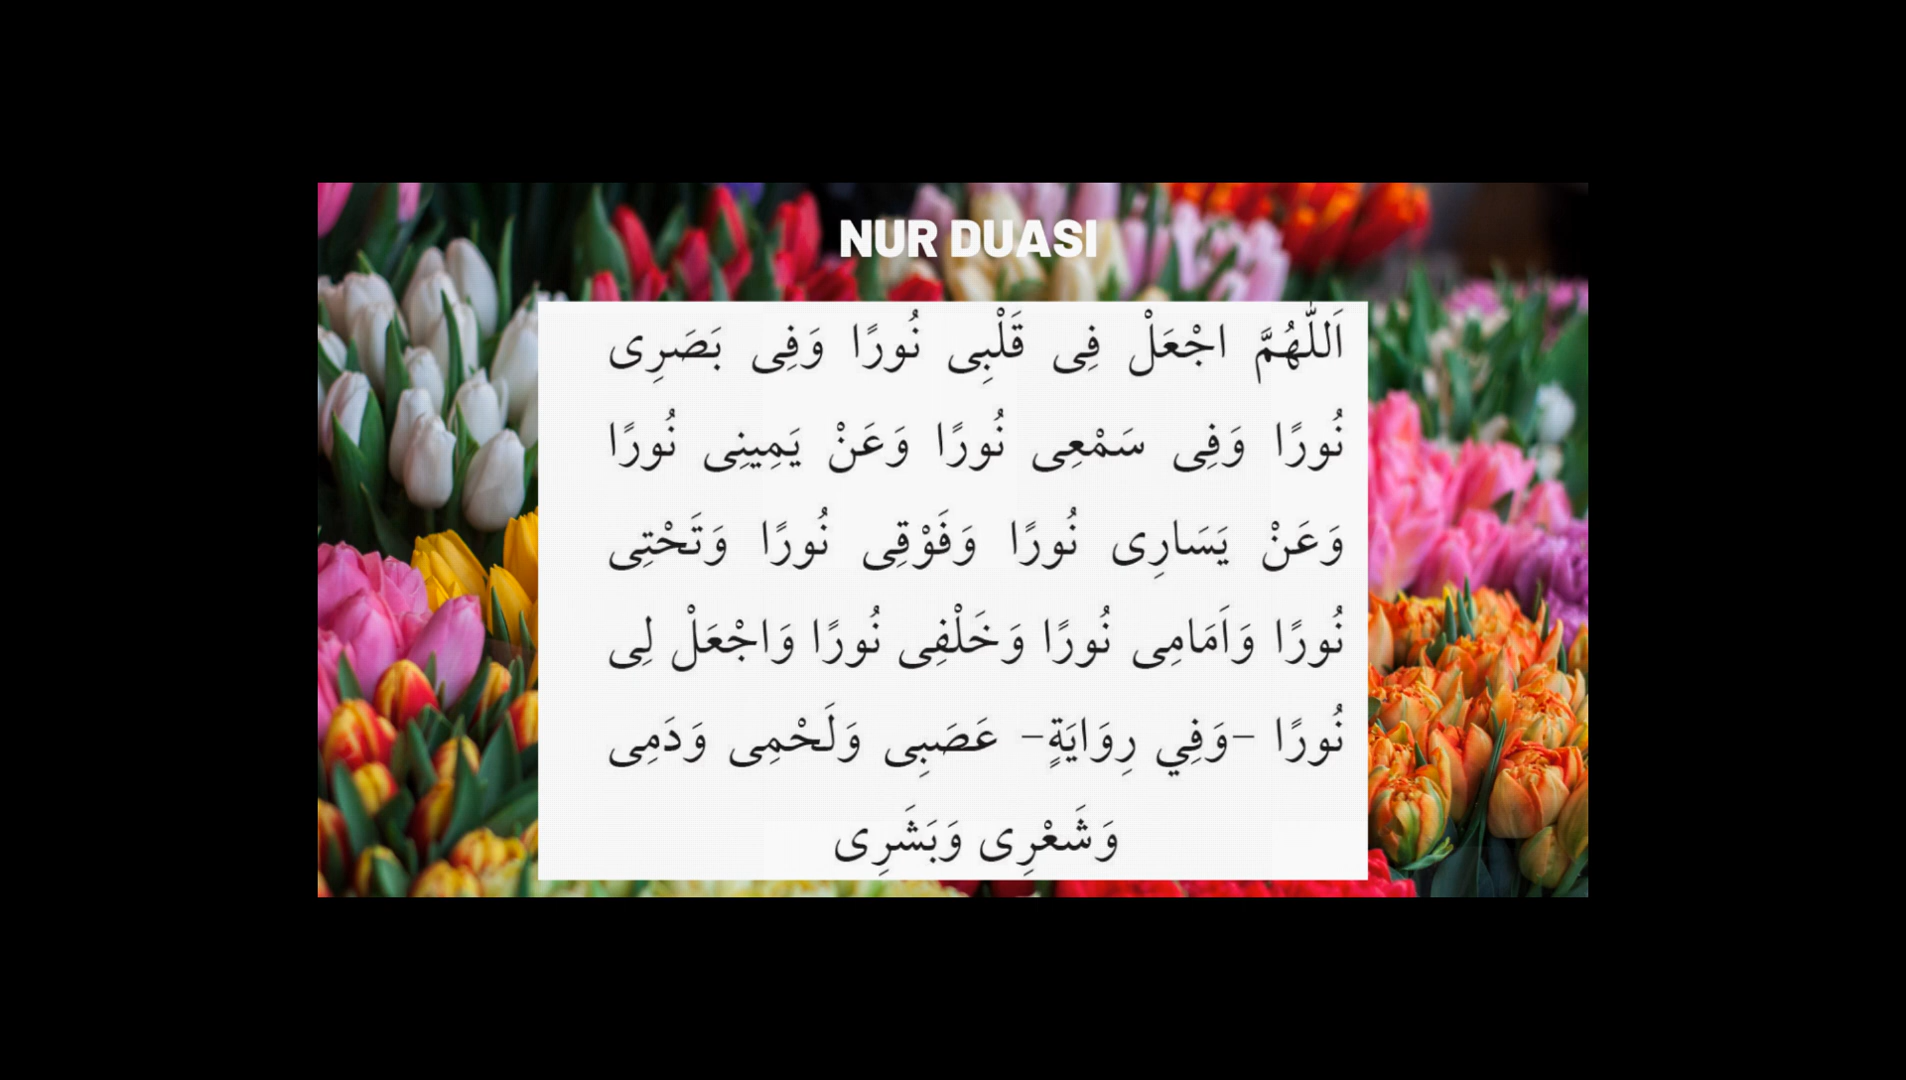 NUR DUASI
اَللّٰهُمَّ اجْعَلْ فِى قَلْبِى نُورًا وَفِى بَصَرِى
نُورًا وَفِى سَمْعِى نُورًا وَعَنْ يَمِينِى نُورًا
وَعَنْ يَسَارِى نُورًا وَفَوْقِى نُورًا وَتَحْتِى
نُورًا وَاَمَامِى نُورًا وَخَلْفِى نُورًا وَاجْعَلْ لِى
نُورًا –وَفِي رِوَايَةٍ– عَصَبِى وَلَحْمِى وَدَمِى
وَشَعْرِى وَبَشَرِى